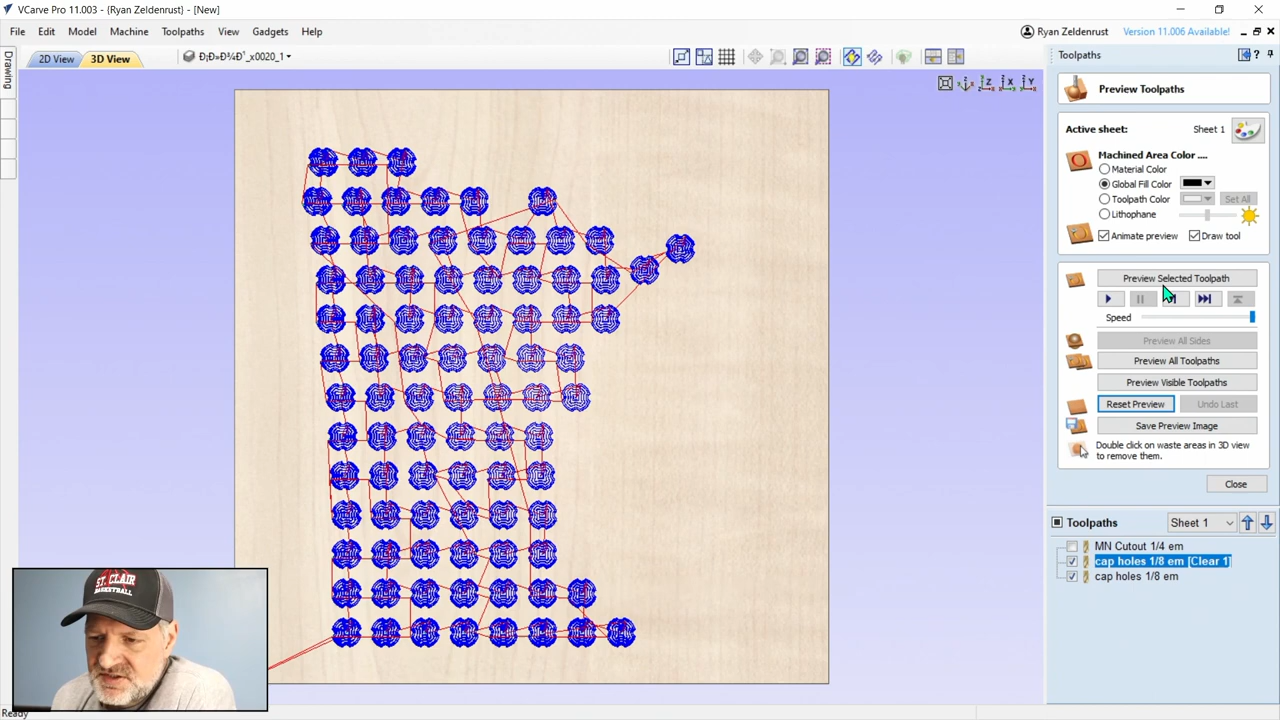 VCarve Pro 11.003 - {Ryan Zeldenrust} - [New]
File Edit Model Machine Toolpaths View Gadgets Help
Ryan Zeldenrust Version 11.006 Available!
Drawing
2D View 3D View Ð¡Ð»Ð¾Ð¹_x0020_1
Toolpaths
Z X Y
Preview Toolpaths
Active sheet: Sheet 1
Machined Area Color ....
Material Color
Global Fill Color
Toolpath Color Set All
Lithophane
Animate preview Draw tool
Preview Selected Toolpath
Speed
Preview All Sides
Preview All Toolpaths
Preview Visible Toolpaths
Reset Preview Undo Last
Save Preview Image
Double click on waste areas in 3D view
to remove them.
Close
Toolpaths Sheet 1
MN Cutout 1/4 em
cap holes 1/8 em [Clear 1]
cap holes 1/8 em
ST. CLAIR
BASKETBALL
Ready